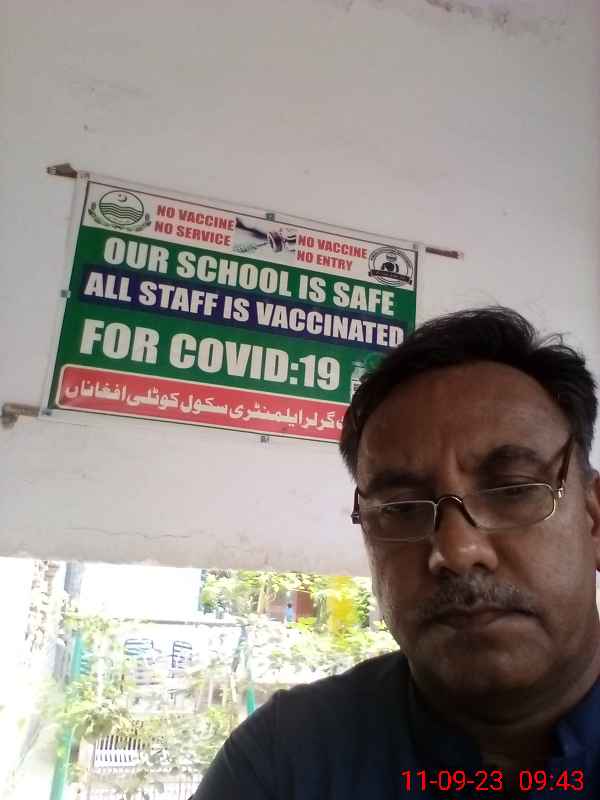 NO VACCINE
NO SERVICE
NO VACCINE
NO ENTRY
OUR SCHOOL IS SAFE
ALL STAFF IS VACCINATED
FOR COVID:19
گرلز ایلمنٹری سکول کوٹلی افغاناں
11-09-23 09:43